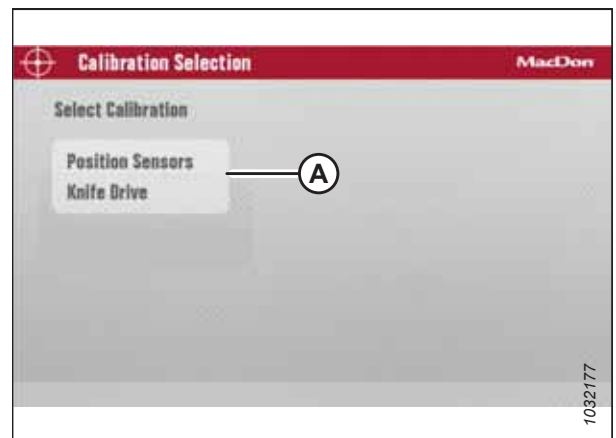 Calibration Selection
MacDon
Select Calibration
Position Sensors
Knife Drive
A
1032177